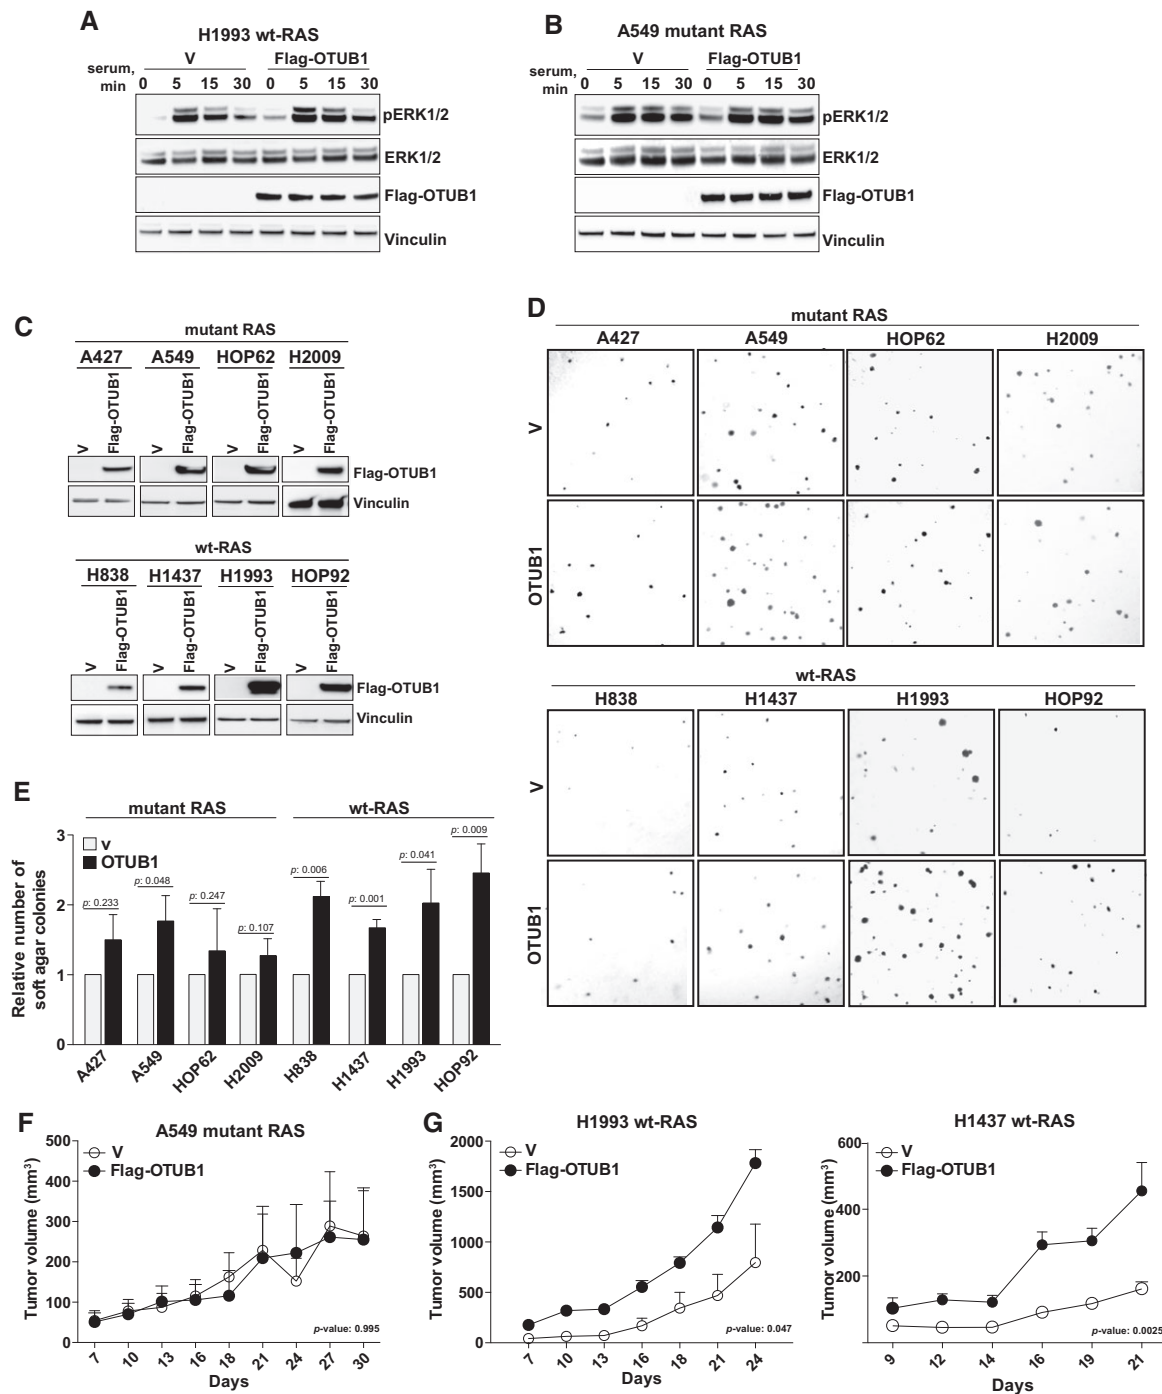 A
H1993 wt-RAS
V Flag-OTUB1
serum, min 0 5 15 30 0 5 15 30
pERK1/2
ERK1/2
Flag-OTUB1
Vinculin
B
A549 mutant RAS
V Flag-OTUB1
serum, min 0 5 15 30 0 5 15 30
pERK1/2
ERK1/2
Flag-OTUB1
Vinculin
C
mutant RAS
A427 A549 HOP62 H2009
V Flag-OTUB1 V Flag-OTUB1 V Flag-OTUB1 V Flag-OTUB1
Flag-OTUB1
Vinculin
wt-RAS
H838 H1437 H1993 HOP92
V Flag-OTUB1 V Flag-OTUB1 V Flag-OTUB1 V Flag-OTUB1
Flag-OTUB1
Vinculin
D
mutant RAS
A427 A549 HOP62 H2009
V
OTUB1
wt-RAS
H838 H1437 H1993 HOP92
V
OTUB1
E
mutant RAS wt-RAS
Relative number of
soft agar colonies
3
2
1
0
v
OTUB1
p: 0.233
p: 0.048
p: 0.247
p: 0.107
p: 0.006
p: 0.001
p: 0.041
p: 0.009
A427 A549 HOP62 H2009 H838 H1437 H1993 HOP92
F
A549 mutant RAS
Tumor volume (mm³)
500
400
300
200
100
0
V
Flag-OTUB1
p-value: 0.995
7 10 13 16 18 21 24 27 30
Days
G
H1993 wt-RAS
Tumor volume (mm³)
2000
1500
1000
500
0
V
Flag-OTUB1
p-value: 0.047
7 10 13 16 18 21 24
Days
H1437 wt-RAS
Tumor volume (mm³)
600
400
200
V
Flag-OTUB1
p-value: 0.0025
9 12 14 16 19 21
Days